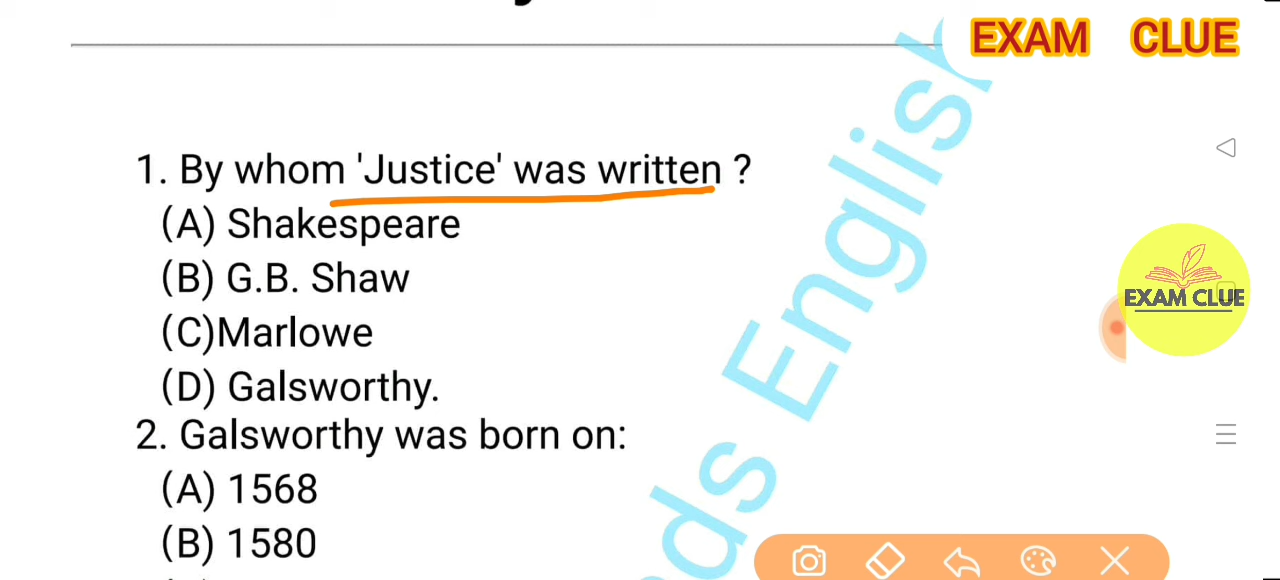 EXAM CLUE
1. By whom 'Justice' was written ?
(A) Shakespeare
(B) G.B. Shaw
(C)Marlowe
(D) Galsworthy.
2. Galsworthy was born on:
(A) 1568
(B) 1580
EXAM CLUE
ds English